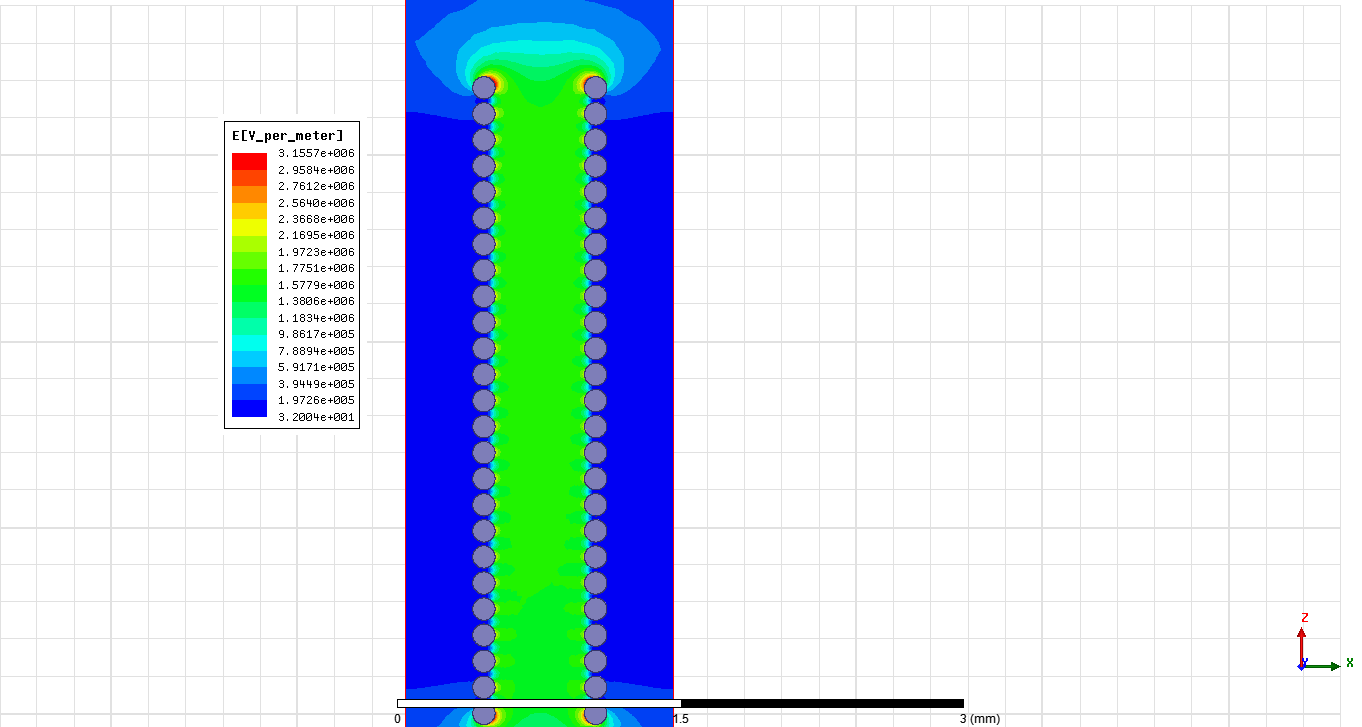 E[V_per_meter]
3.1557e+006
2.9584e+006
2.7612e+006
2.5640e+006
2.3668e+006
2.1695e+006
1.9723e+006
1.7751e+006
1.5779e+006
1.3806e+006
1.1834e+006
9.8617e+005
7.8894e+005
5.9171e+005
3.9449e+005
1.9726e+005
3.2004e+001
Z
Y
X
0 1.5 3 (mm)